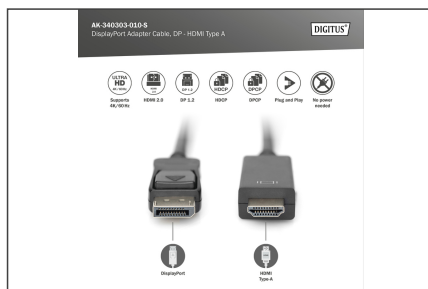 AK-340303-010-S
DisplayPort Adapter Cable, DP - HDMI Type A
DIGITUS®
ULTRA
HD
4K/60Hz
HDMI
DP 1.2
HDCP
DPCP
Supports
4K/60Hz
HDMI 2.0
DP 1.2
HDCP
DPCP
Plug and Play
No power
needed
DisplayPort
HDMI
Type-A